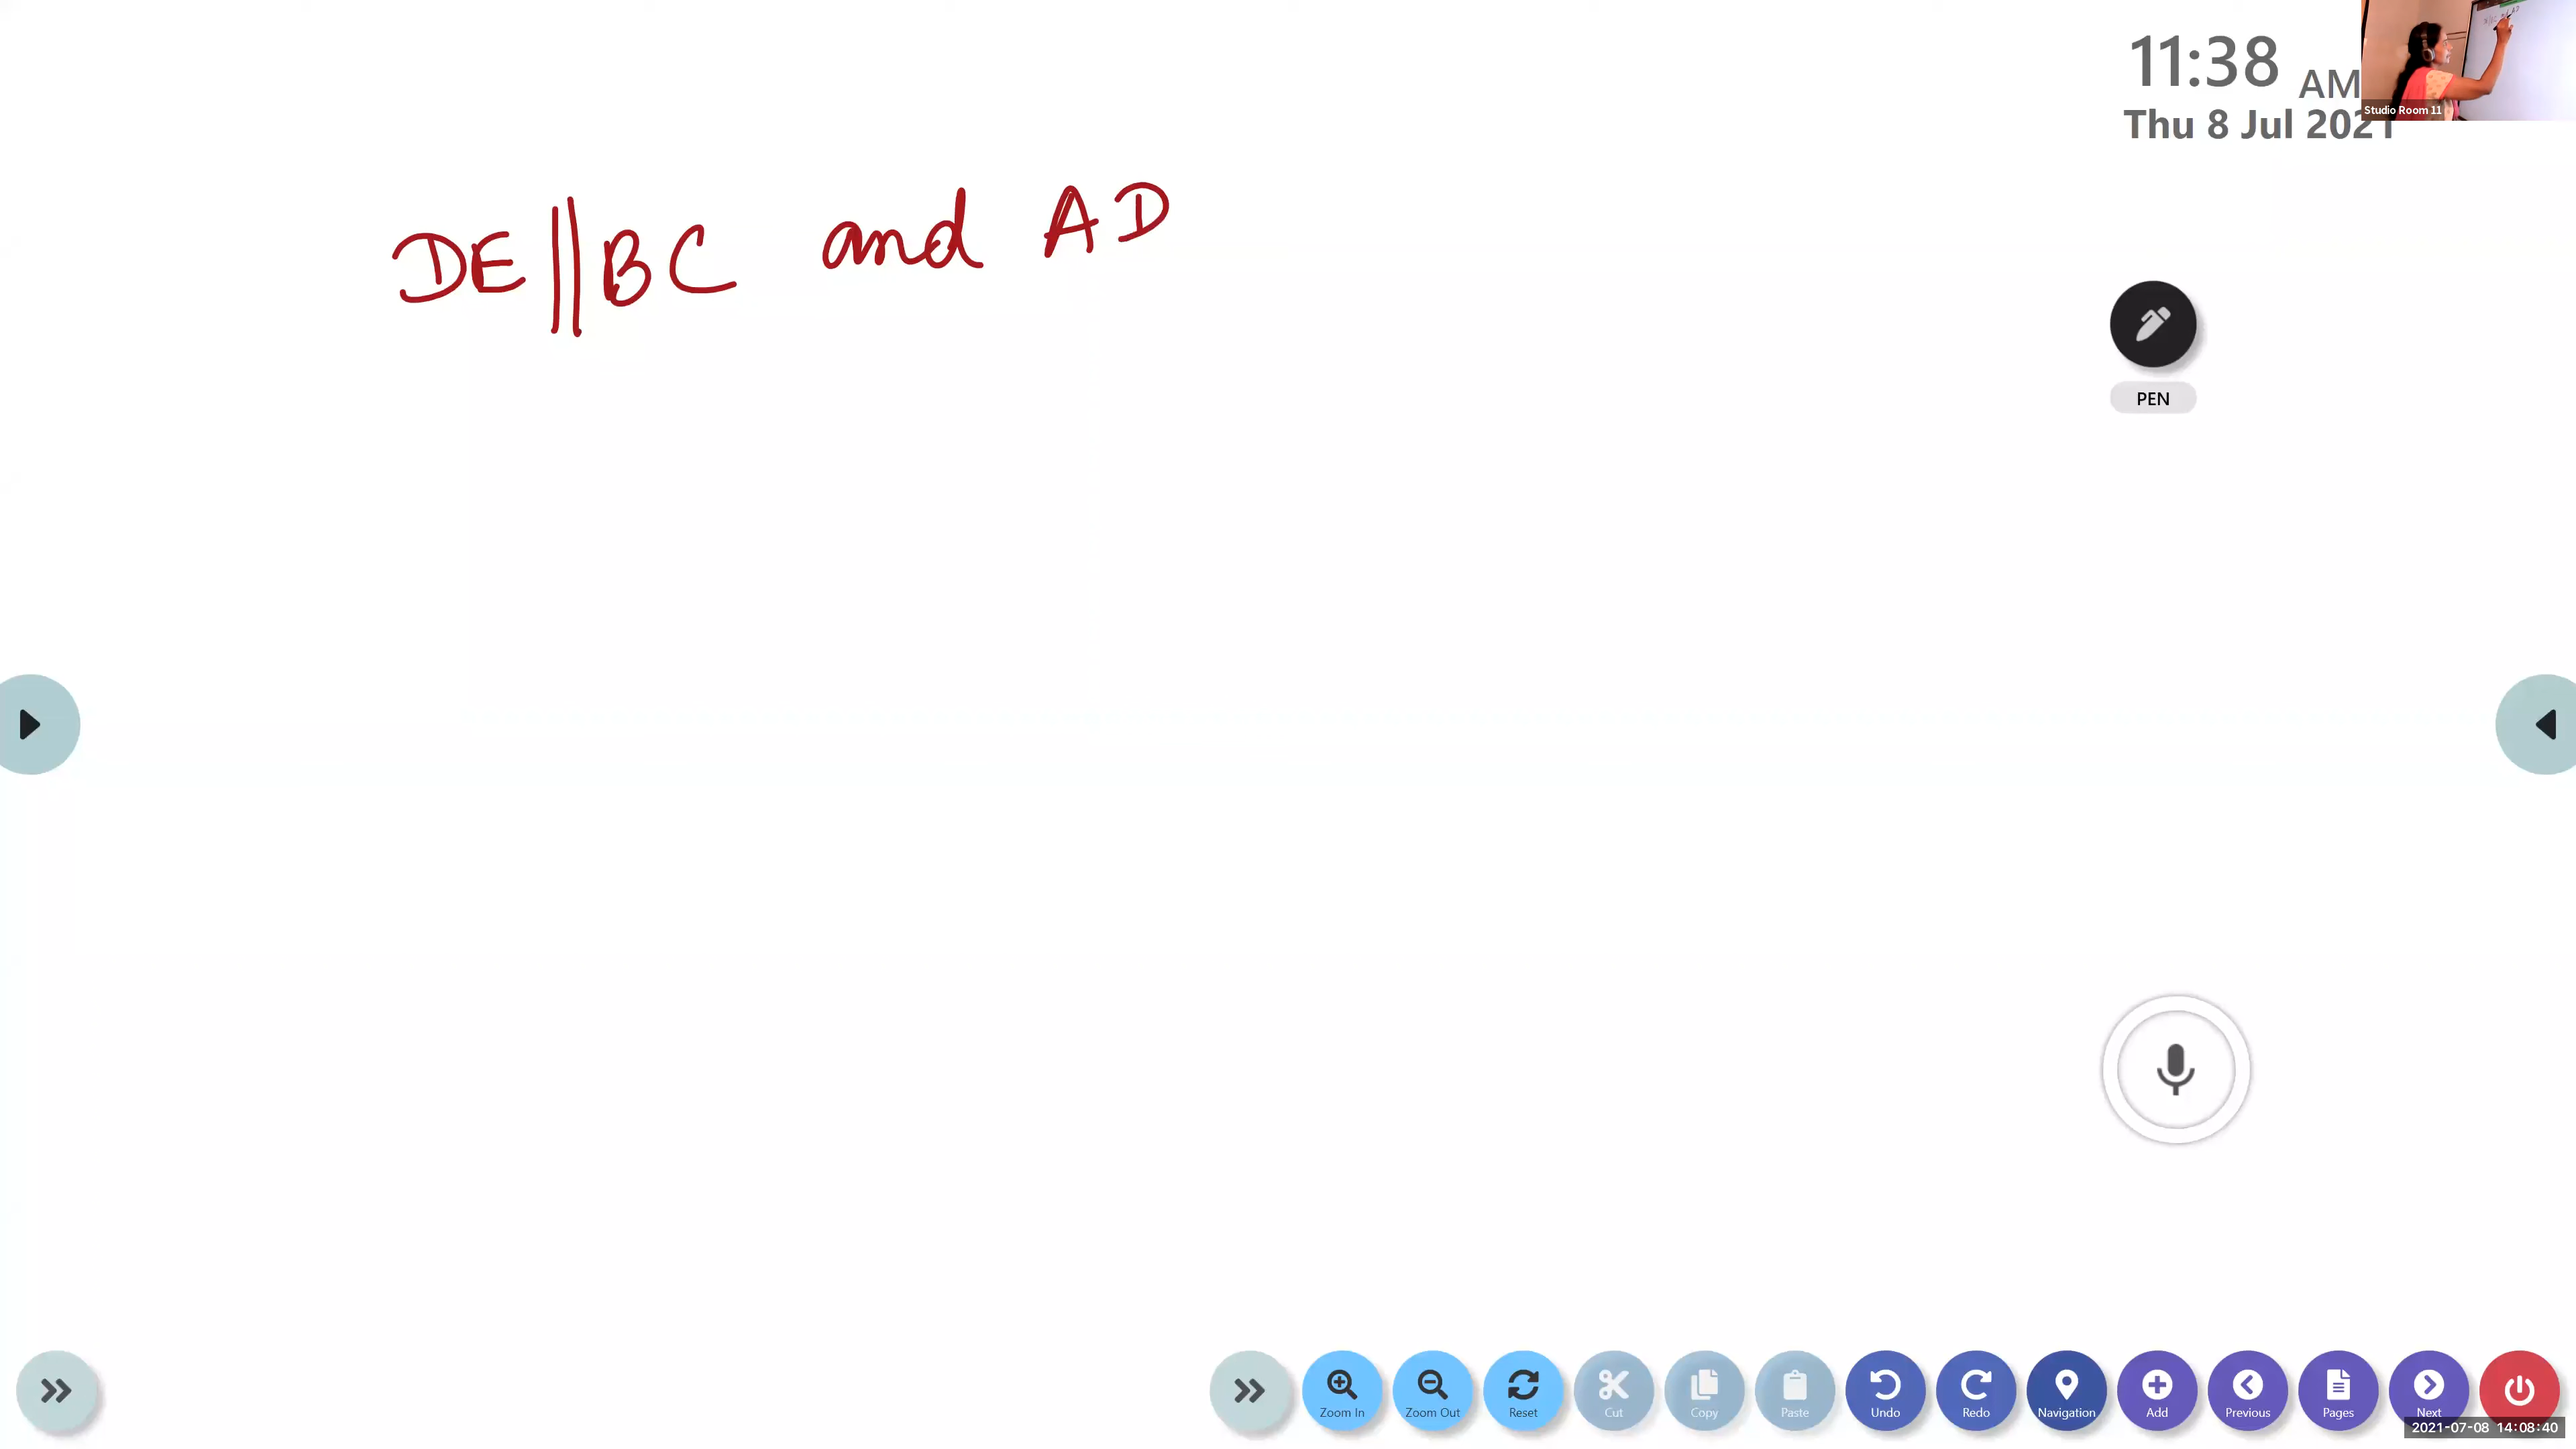 11:38 AM
Thu 8 Jul 2021
Studio Room 11
DE||BC and AD
PEN
Zoom In Zoom Out Reset Cut Copy Paste Undo Redo Navigation Add Previous Pages Next
2021-07-08 14:08:40